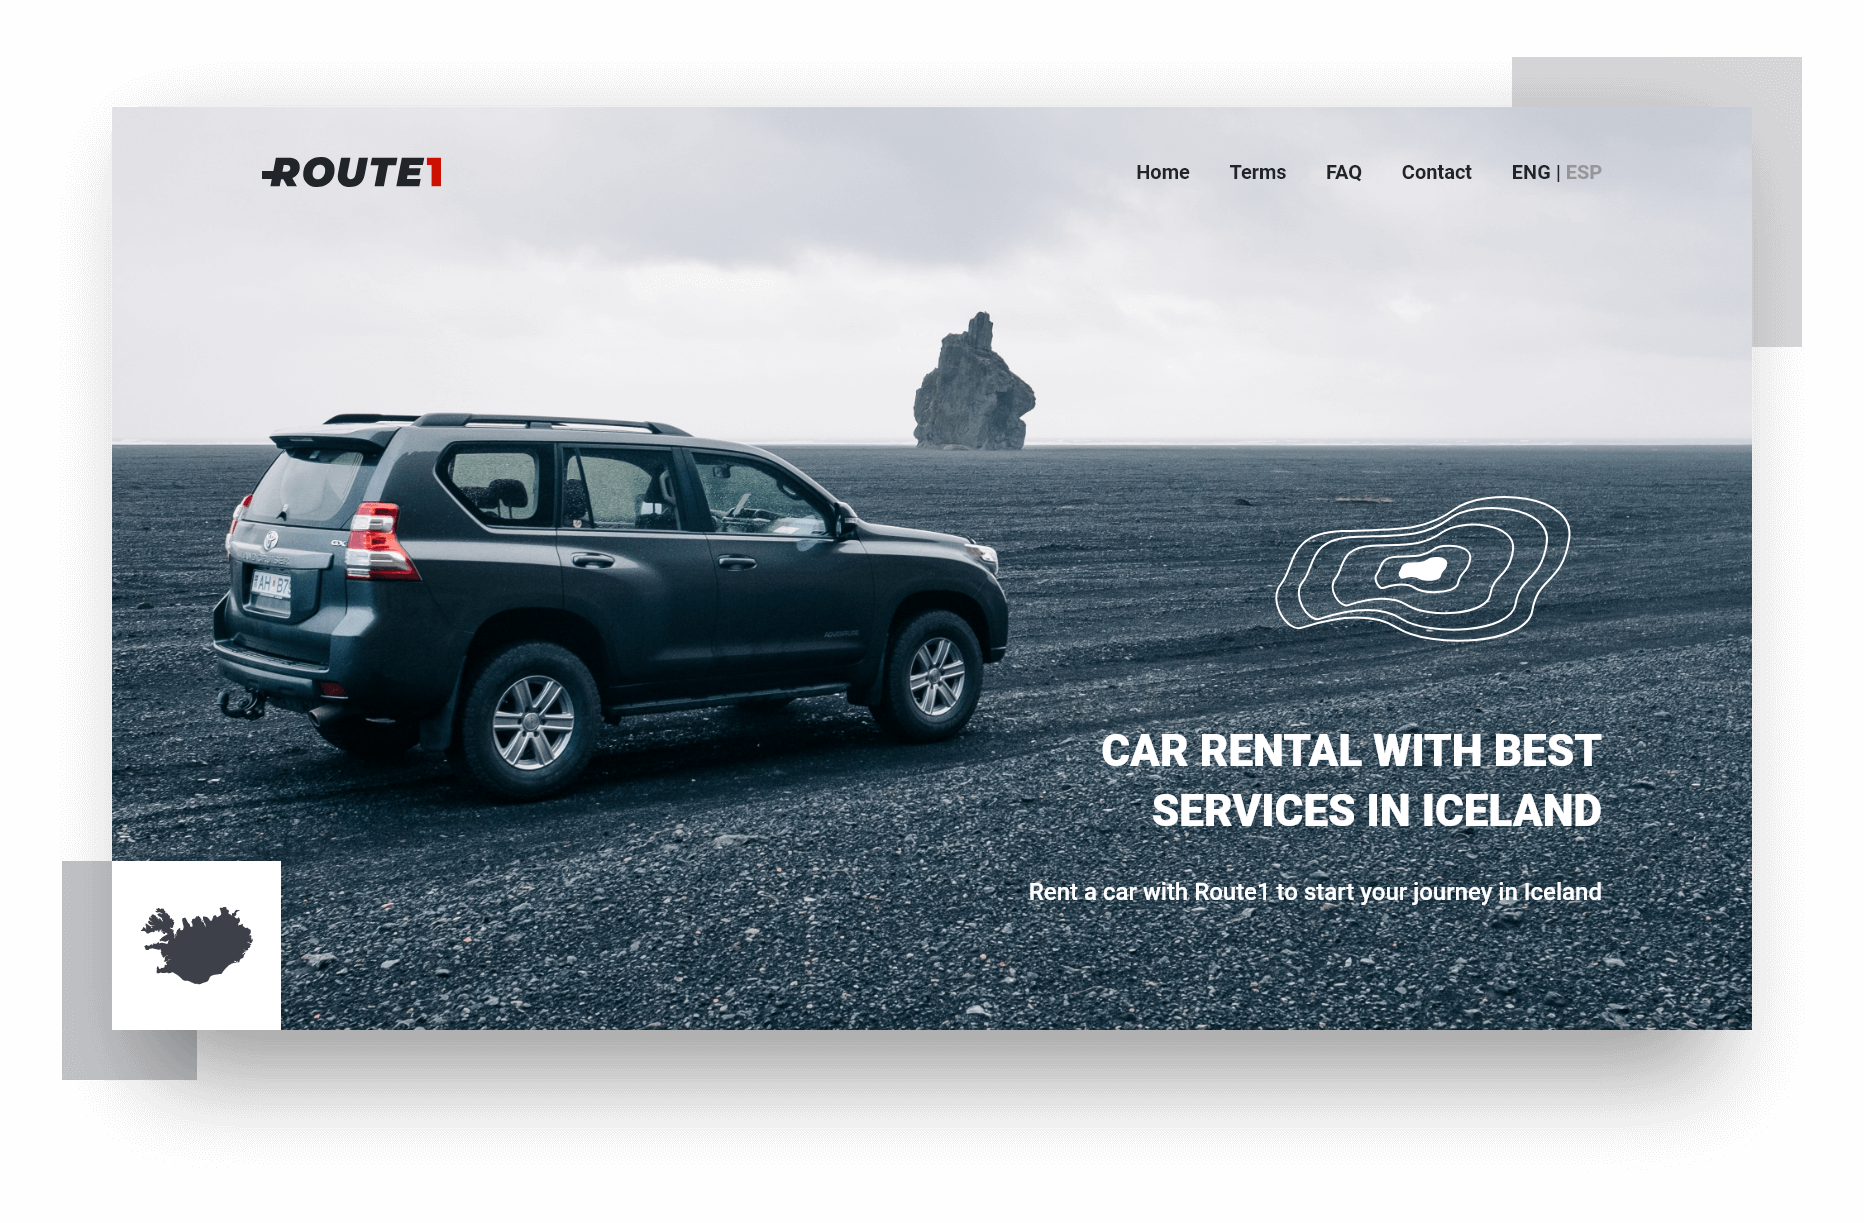 ROUTE1
Home Terms FAQ Contact ENG | ESP
GX
CAR RENTAL WITH BEST
SERVICES IN ICELAND
Rent a car with Route1 to start your journey in Iceland